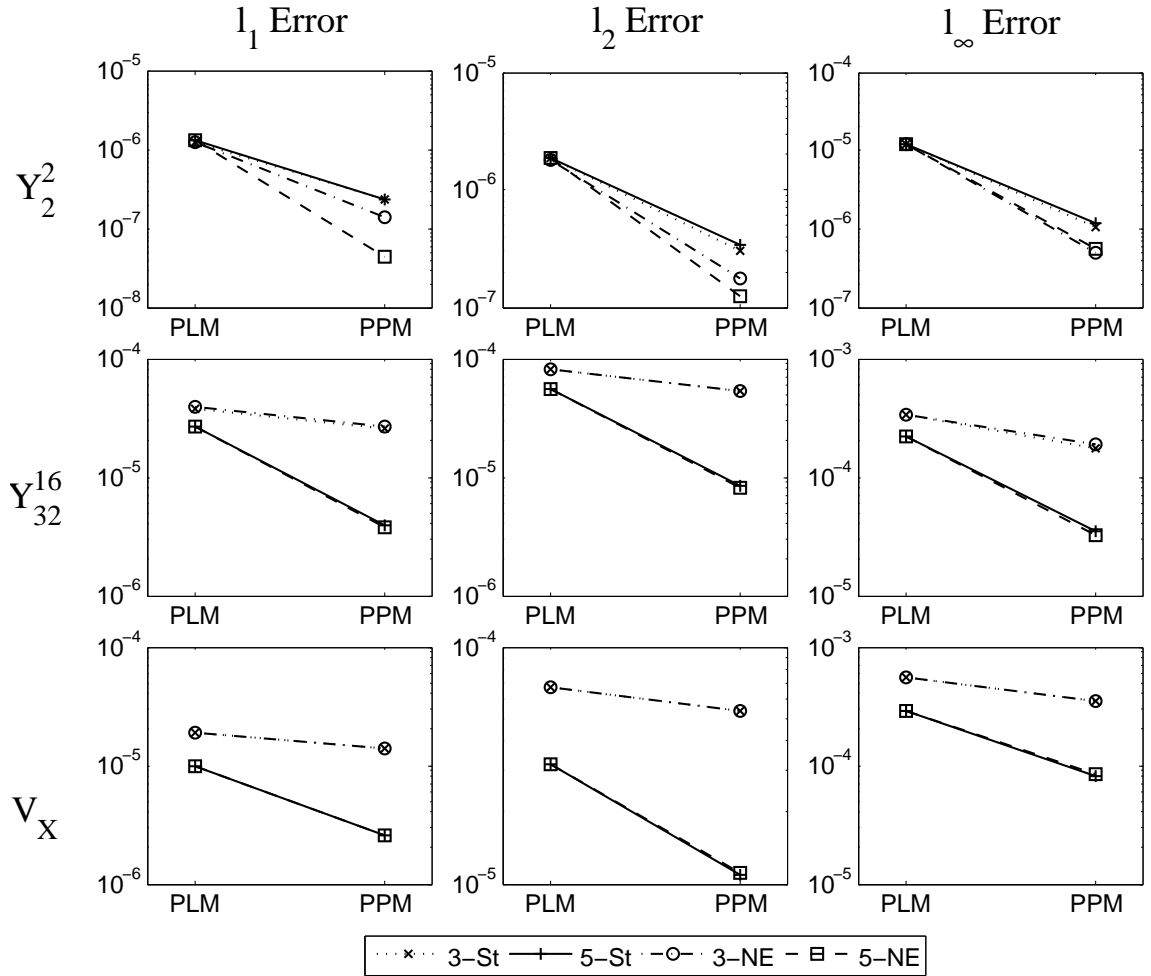 l₁ Error l₂ Error l∞ Error
Y₂²
10⁻⁵
10⁻⁶
10⁻⁷
10⁻⁸
PLM PPM
10⁻⁵
10⁻⁶
10⁻⁷
PLM PPM
10⁻⁴
10⁻⁵
10⁻⁶
10⁻⁷
PLM PPM
Y₃₂¹⁶
10⁻⁴
10⁻⁵
10⁻⁶
PLM PPM
10⁻⁴
10⁻⁵
10⁻⁶
PLM PPM
10⁻³
10⁻⁴
10⁻⁵
PLM PPM
V_X
10⁻⁴
10⁻⁵
10⁻⁶
PLM PPM
10⁻⁴
10⁻⁵
PLM PPM
10⁻³
10⁻⁴
10⁻⁵
PLM PPM
3−St 5−St 3−NE 5−NE